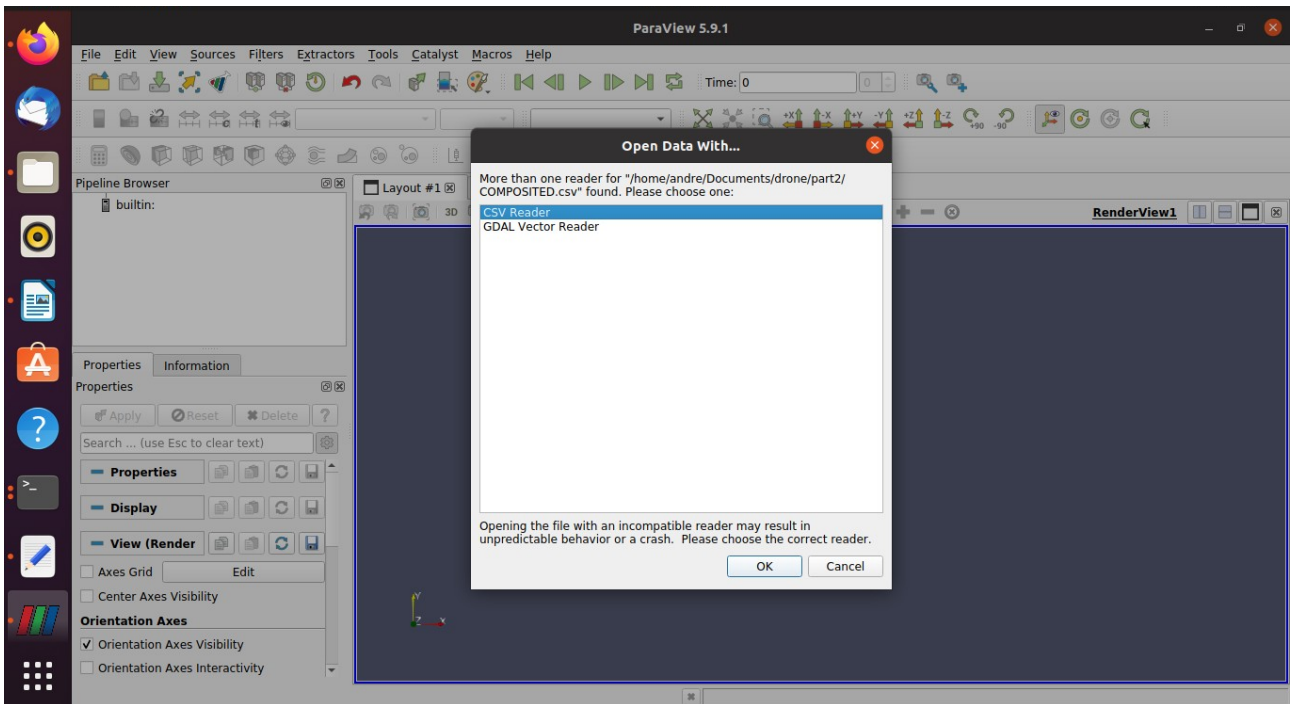 ParaView 5.9.1
File Edit View Sources Filters Extractors Tools Catalyst Macros Help
Time: 0
0
+X -X +Y -Y +Z -Z +90 -90
Open Data With...
Pipeline Browser
Layout #1
More than one reader for "/home/andre/Documents/drone/part2/
COMPOSITED.csv" found. Please choose one:
builtin:
3D
CSV Reader
RenderView1
GDAL Vector Reader
Properties Information
Properties
Apply Reset Delete ?
Search ... (use Esc to clear text)
Properties
Display
Opening the file with an incompatible reader may result in
unpredictable behavior or a crash. Please choose the correct reader.
View (Render
OK Cancel
Axes Grid Edit
Center Axes Visibility
Orientation Axes
Orientation Axes Visibility
Orientation Axes Interactivity
Y
Z X